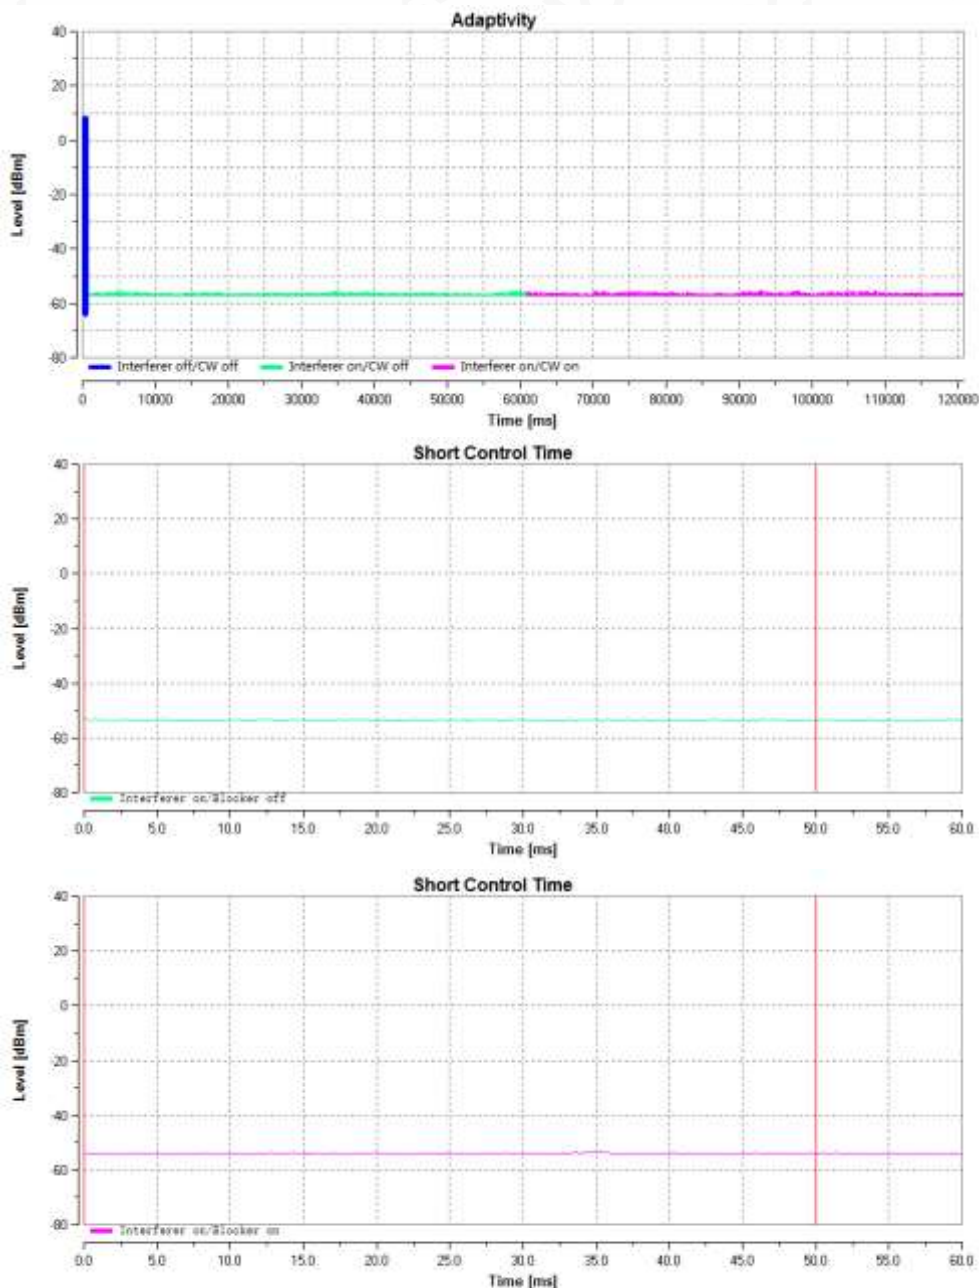 Adaptivity
40
20
0
-20
-40
-60
-80
Level [dBm]
Interferer off/CW off Interferer on/CW off Interferer on/CW on
0 10000 20000 30000 40000 50000 60000 70000 80000 90000 100000 110000 120000
Time [ms]
Short Control Time
40
20
0
-20
-40
-60
-80
Level [dBm]
Interferer on/Blocker off
0.0 5.0 10.0 15.0 20.0 25.0 30.0 35.0 40.0 45.0 50.0 55.0 60.0
Time [ms]
Short Control Time
40
20
0
-20
-40
-60
-80
Level [dBm]
Interferer on/Blocker on
0.0 5.0 10.0 15.0 20.0 25.0 30.0 35.0 40.0 45.0 50.0 55.0 60.0
Time [ms]